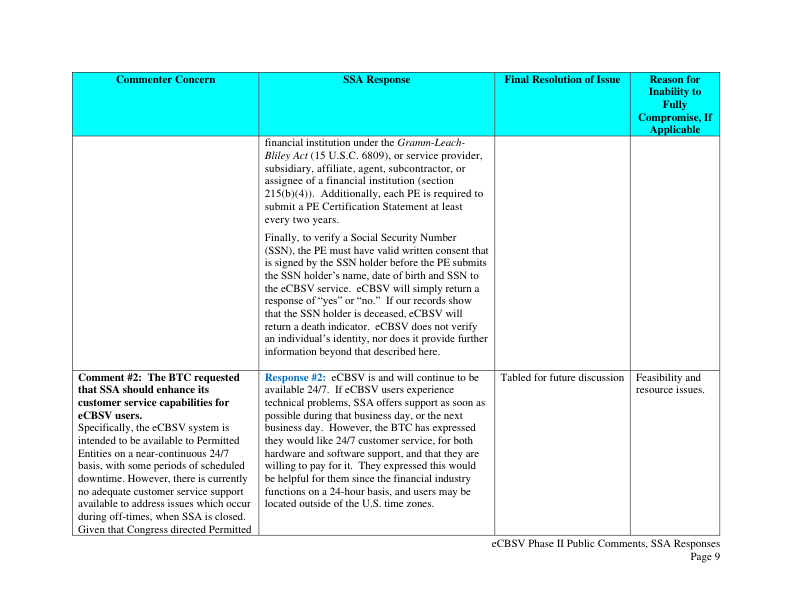 Commenter Concern
SSA Response
Final Resolution of Issue
Reason for
Inability to
Fully
Compromise, If
Applicable
financial institution under the Gramm-Leach-
Bliley Act (15 U.S.C. 6809), or service provider,
subsidiary, affiliate, agent, subcontractor, or
assignee of a financial institution (section
215(b)(4)).  Additionally, each PE is required to
submit a PE Certification Statement at least
every two years.
Finally, to verify a Social Security Number
(SSN), the PE must have valid written consent that
is signed by the SSN holder before the PE submits
the SSN holder’s name, date of birth and SSN to
the eCBSV service.  eCBSV will simply return a
response of “yes” or “no.”  If our records show
that the SSN holder is deceased, eCBSV will
return a death indicator.  eCBSV does not verify
an individual’s identity, nor does it provide further
information beyond that described here.
Comment #2:  The BTC requested
that SSA should enhance its
customer service capabilities for
eCBSV users.
Specifically, the eCBSV system is
intended to be available to Permitted
Entities on a near-continuous 24/7
basis, with some periods of scheduled
downtime. However, there is currently
no adequate customer service support
available to address issues which occur
during off-times, when SSA is closed.
Given that Congress directed Permitted
Response #2:  eCBSV is and will continue to be
available 24/7.  If eCBSV users experience
technical problems, SSA offers support as soon as
possible during that business day, or the next
business day.  However, the BTC has expressed
they would like 24/7 customer service, for both
hardware and software support, and that they are
willing to pay for it.  They expressed this would
be helpful for them since the financial industry
functions on a 24-hour basis, and users may be
located outside of the U.S. time zones.
Tabled for future discussion
Feasibility and
resource issues.
eCBSV Phase II Public Comments, SSA Responses
Page 9